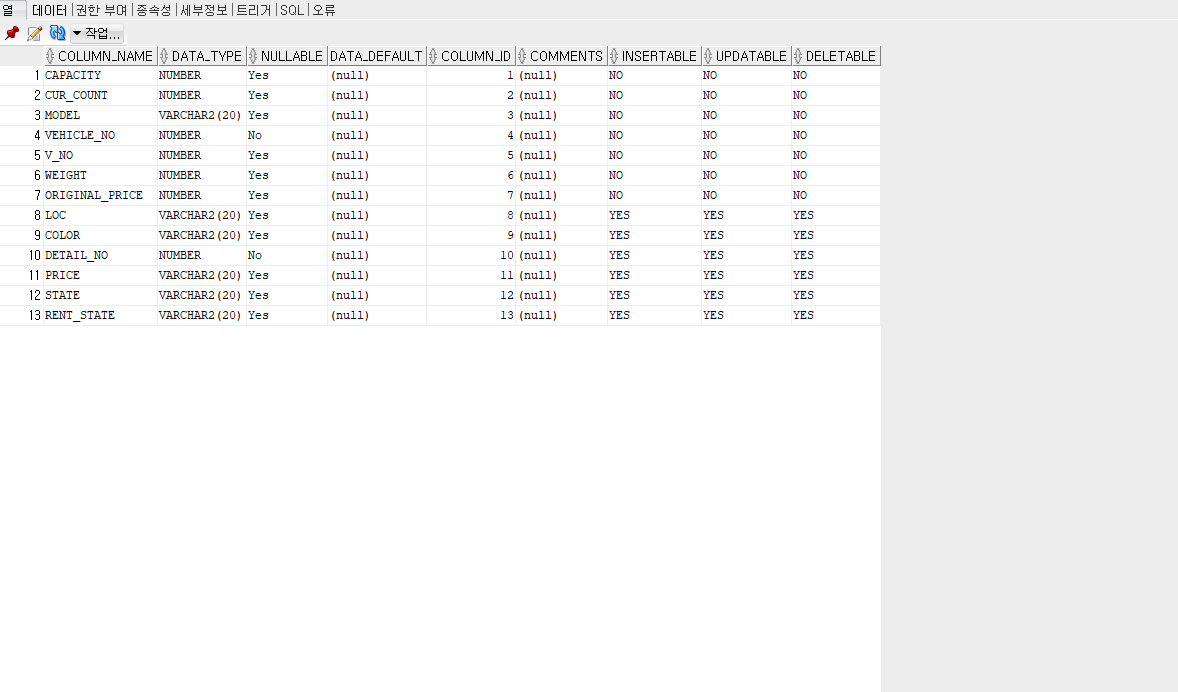 열 데이터 권한 부여 종속성 세부정보 트리거 SQL 오류
작업...
COLUMN_NAME DATA_TYPE NULLABLE DATA_DEFAULT COLUMN_ID COMMENTS INSERTABLE UPDATABLE DELETABLE
1 CAPACITY NUMBER Yes (null) 1 (null) NO NO NO
2 CUR_COUNT NUMBER Yes (null) 2 (null) NO NO NO
3 MODEL VARCHAR2(20) Yes (null) 3 (null) NO NO NO
4 VEHICLE_NO NUMBER No (null) 4 (null) NO NO NO
5 V_NO NUMBER Yes (null) 5 (null) NO NO NO
6 WEIGHT NUMBER Yes (null) 6 (null) NO NO NO
7 ORIGINAL_PRICE NUMBER Yes (null) 7 (null) NO NO NO
8 LOC VARCHAR2(20) Yes (null) 8 (null) YES YES YES
9 COLOR VARCHAR2(20) Yes (null) 9 (null) YES YES YES
10 DETAIL_NO NUMBER No (null) 10 (null) YES YES YES
11 PRICE VARCHAR2(20) Yes (null) 11 (null) YES YES YES
12 STATE VARCHAR2(20) Yes (null) 12 (null) YES YES YES
13 RENT_STATE VARCHAR2(20) Yes (null) 13 (null) YES YES YES